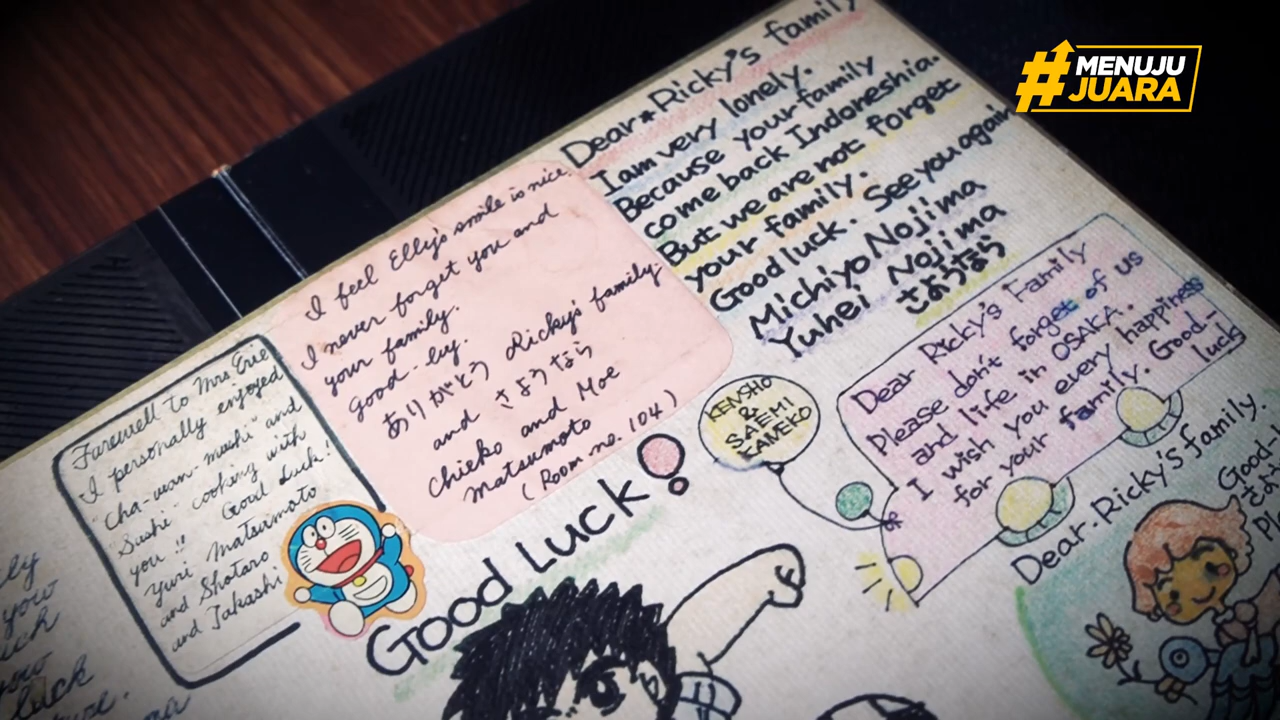 #MENUJU
JUARA
Dear★Ricky's family
I am very lonely.
Because your family
come back Indoneshia.
But we are not forget
your family.
Good luck. See you again
Michiyo Nojima
Yuhei Nojima
さようなら
I feel Elly's smile is nice.
I never forget you and
your family.
good-by.
ありがとう Ricky's family
and さようなら
Chieko and Moe
matsumoto
(Room no. 104)
Farewell to Mrs. Erie
I personally enjoyed
"cha-wan-mushi" and
"Sushi" cooking with
you!! Good Luck!
Yuri Matsumoto
and Shotaro
and Takashi
KENSHO
&
SAEMI
KAMEKO
Dear Ricky's Family
Please don't forget of us
and life in OSAKA.
I wish you every happiness
for your family. Good-
luck
Good Luck!
Dear. Ricky's family.
Good-
ly
you
luck